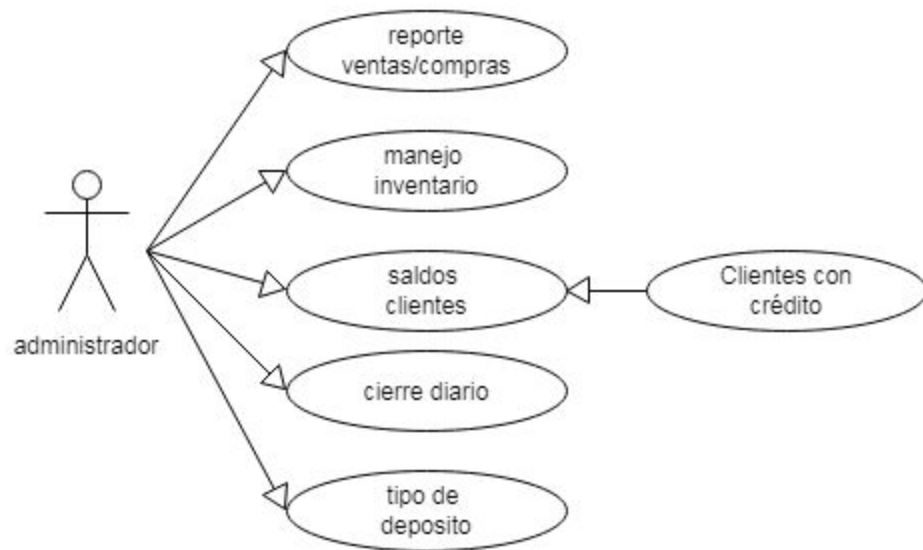 reporte
ventas/compras
manejo
inventario
saldos
clientes
Clientes con
crédito
administrador
cierre diario
tipo de
deposito